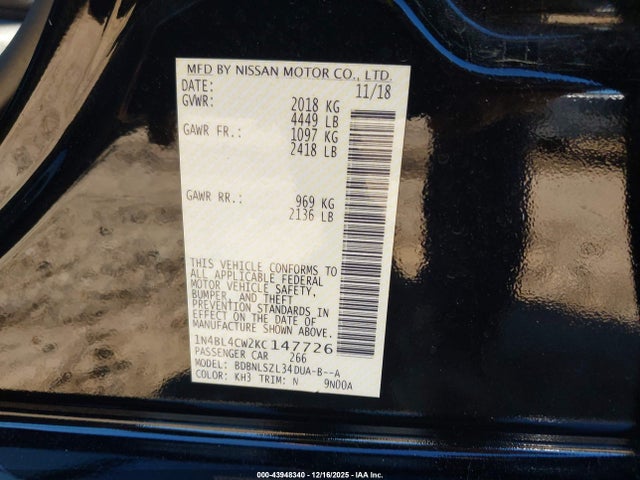 MFD BY NISSAN MOTOR CO., LTD.
DATE: 11/18
GVWR: 2018 KG
4449 LB
GAWR FR.: 1097 KG
2418 LB
GAWR RR.: 969 KG
2136 LB
THIS VEHICLE CONFORMS TO
ALL APPLICABLE FEDERAL
MOTOR VEHICLE SAFETY,
BUMPER, AND THEFT
PREVENTION STANDARDS IN
EFFECT ON THE DATE OF
MANUFACTURE SHOWN ABOVE.
1N4BL4CW2KC147726
PASSENGER CAR 266
MODEL: BDBNLSZL34DUA-B--A
COLOR: KH3 TRIM: N 9N00A
000-43948340 - 12/16/2025 - IAA Inc.